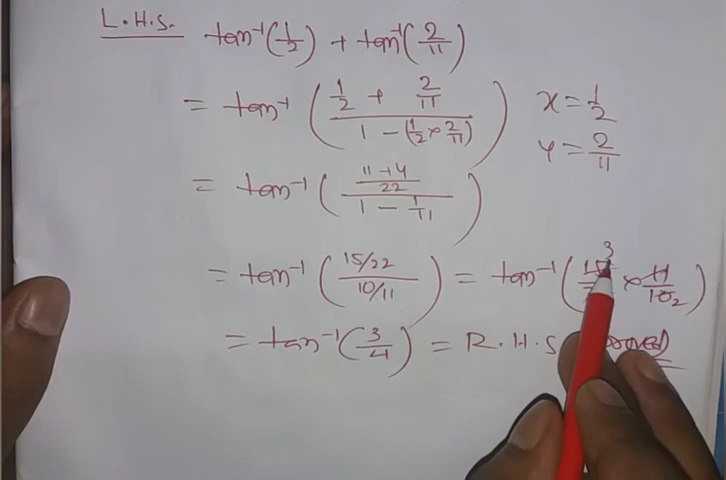 L.H.S. tan⁻¹(1/2) + tan⁻¹(2/11)
= tan⁻¹((1/2 + 2/11)/(1 - (1/2 × 2/11))) x = 1/2
y = 2/11
= tan⁻¹(((11+4)/22)/(1 - 1/11))
= tan⁻¹((15/22)/(10/11)) = tan⁻¹(15 3 × 11/10 2)
= tan⁻¹(3/4) = R.H.S